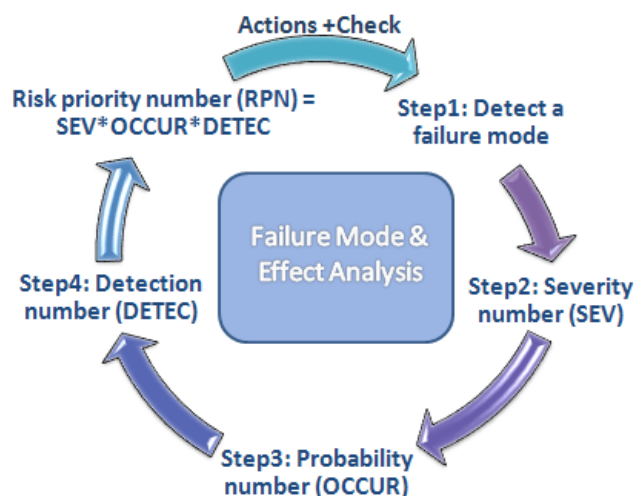 Actions +Check
Step1: Detect a
failure mode
Step2: Severity
number (SEV)
Step3: Probability
number (OCCUR)
Step4: Detection
number (DETEC)
Risk priority number (RPN) =
SEV*OCCUR*DETEC
Failure Mode &
Effect Analysis